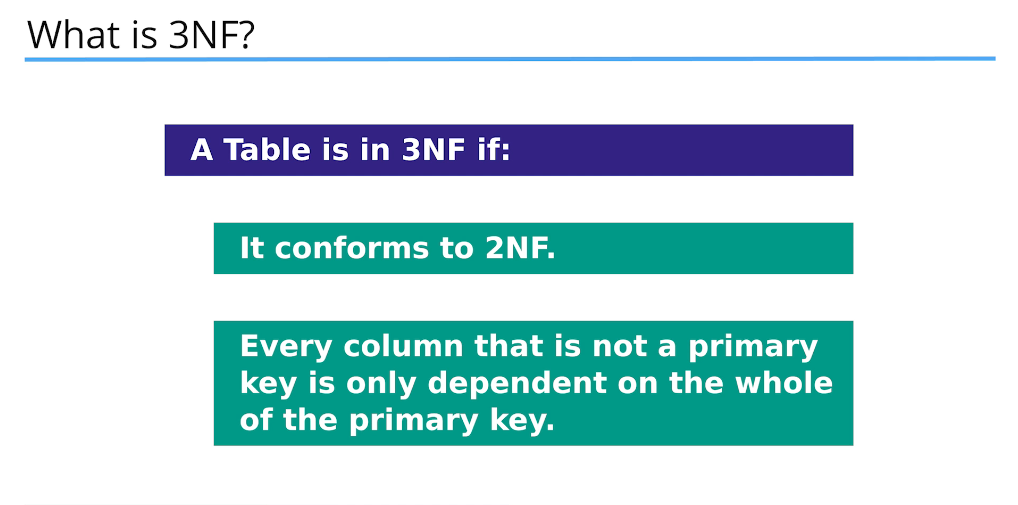 What is 3NF?
A Table is in 3NF if:
It conforms to 2NF.
Every column that is not a primary
key is only dependent on the whole
of the primary key.